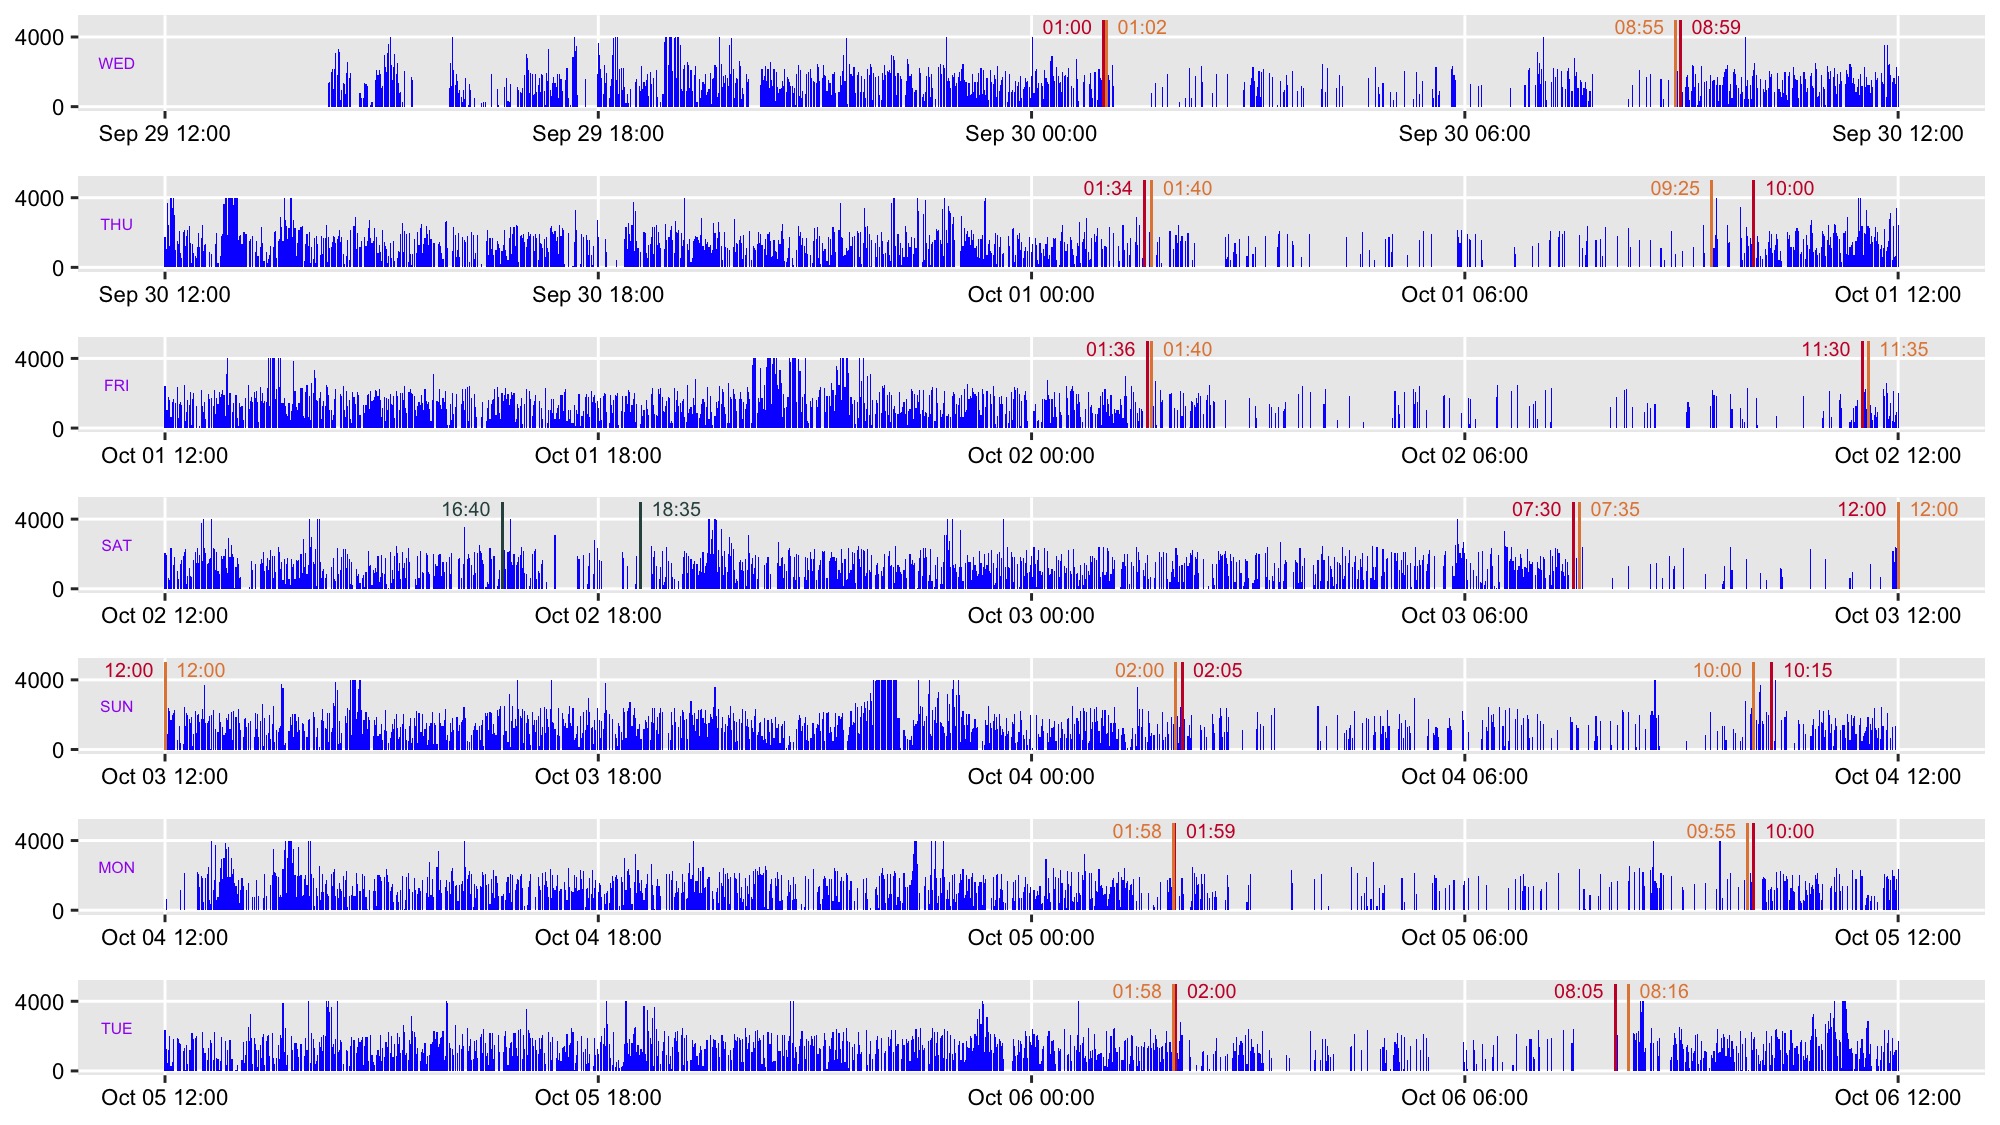 01:00 01:02 08:55 08:59
4000
WED
0
Sep 29 12:00 Sep 29 18:00 Sep 30 00:00 Sep 30 06:00 Sep 30 12:00
01:34 01:40 09:25 10:00
4000
THU
0
Sep 30 12:00 Sep 30 18:00 Oct 01 00:00 Oct 01 06:00 Oct 01 12:00
01:36 01:40 11:30 11:35
4000
FRI
0
Oct 01 12:00 Oct 01 18:00 Oct 02 00:00 Oct 02 06:00 Oct 02 12:00
16:40 18:35 07:30 07:35 12:00 12:00
4000
SAT
0
Oct 02 12:00 Oct 02 18:00 Oct 03 00:00 Oct 03 06:00 Oct 03 12:00
12:00 12:00 02:00 02:05 10:00 10:15
4000
SUN
0
Oct 03 12:00 Oct 03 18:00 Oct 04 00:00 Oct 04 06:00 Oct 04 12:00
01:58 01:59 09:55 10:00
4000
MON
0
Oct 04 12:00 Oct 04 18:00 Oct 05 00:00 Oct 05 06:00 Oct 05 12:00
01:58 02:00 08:05 08:16
4000
TUE
0
Oct 05 12:00 Oct 05 18:00 Oct 06 00:00 Oct 06 06:00 Oct 06 12:00